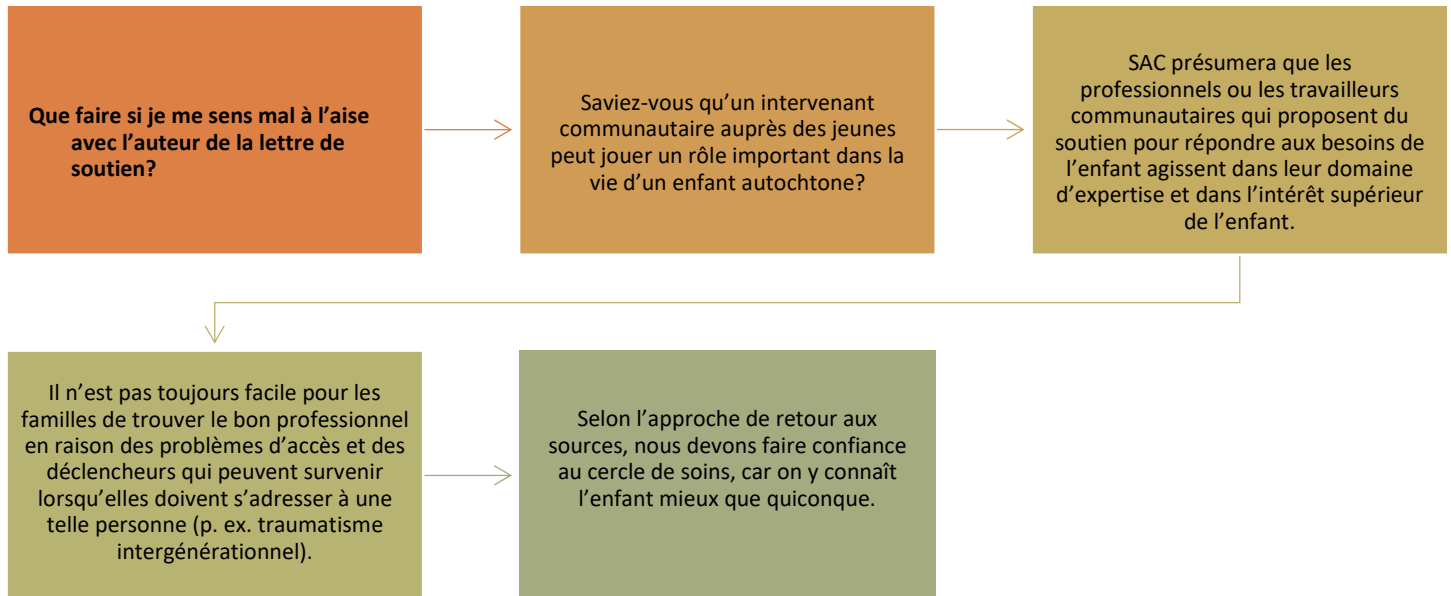 Que faire si je me sens mal à l’aise
avec l’auteur de la lettre de
soutien?
Saviez-vous qu’un intervenant
communautaire auprès des jeunes
peut jouer un rôle important dans la
vie d’un enfant autochtone?
SAC présumera que les
professionnels ou les travailleurs
communautaires qui proposent du
soutien pour répondre aux besoins de
l’enfant agissent dans leur domaine
d’expertise et dans l’intérêt supérieur
de l’enfant.
Il n’est pas toujours facile pour les
familles de trouver le bon professionnel
en raison des problèmes d’accès et des
déclencheurs qui peuvent survenir
lorsqu’elles doivent s’adresser à une
telle personne (p. ex. traumatisme
intergénérationnel).
Selon l’approche de retour aux
sources, nous devons faire confiance
au cercle de soins, car on y connaît
l’enfant mieux que quiconque.